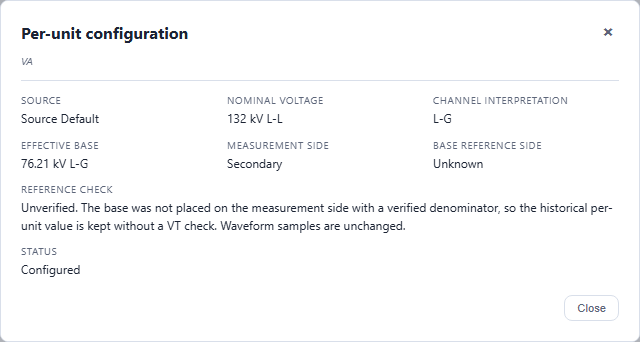 Per-unit configuration
×
VA
SOURCE
Source Default
NOMINAL VOLTAGE
132 kV L-L
CHANNEL INTERPRETATION
L-G
EFFECTIVE BASE
76.21 kV L-G
MEASUREMENT SIDE
Secondary
BASE REFERENCE SIDE
Unknown
REFERENCE CHECK
Unverified. The base was not placed on the measurement side with a verified denominator, so the historical per-
unit value is kept without a VT check. Waveform samples are unchanged.
STATUS
Configured
Close